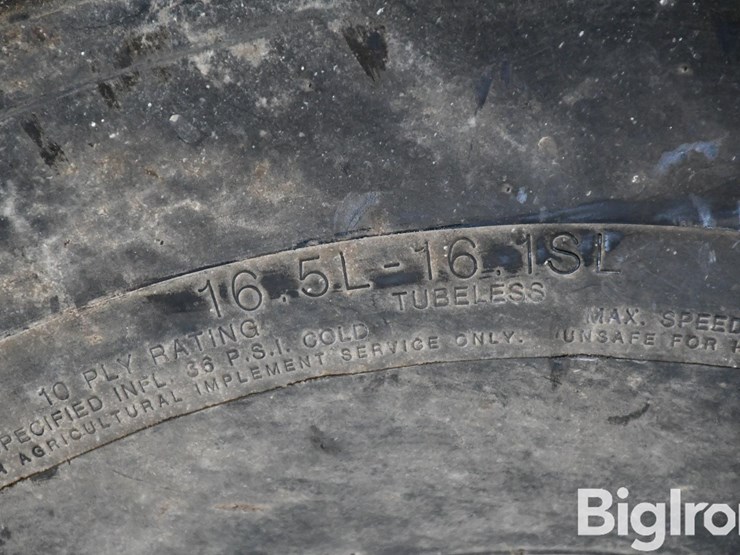 16.5L-16.1SL
TUBELESS
10 PLY RATING
SPECIFIED INFL. 36 P.S.I. COLD
AGRICULTURAL IMPLEMENT SERVICE ONLY.
MAX. SPEED
UNSAFE FOR
BigIron